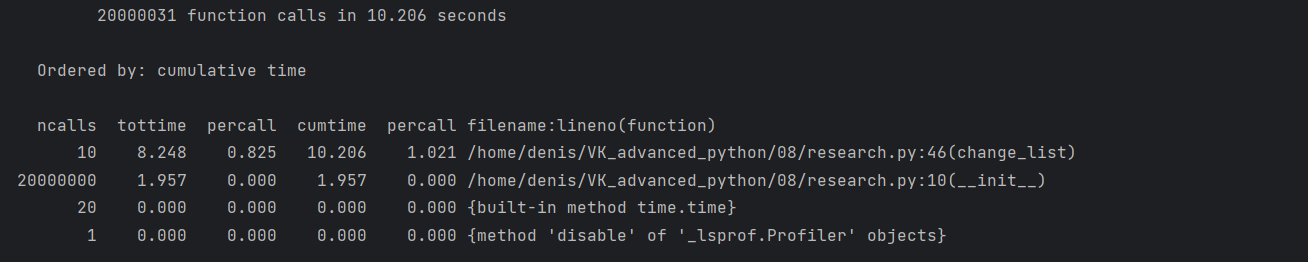 20000031 function calls in 10.206 seconds
Ordered by: cumulative time
ncalls tottime percall cumtime percall filename:lineno(function)
10 8.248 0.825 10.206 1.021 /home/denis/VK_advanced_python/08/research.py:46(change_list)
20000000 1.957 0.000 1.957 0.000 /home/denis/VK_advanced_python/08/research.py:10(__init__)
20 0.000 0.000 0.000 0.000 {built-in method time.time}
1 0.000 0.000 0.000 0.000 {method 'disable' of '_lsprof.Profiler' objects}